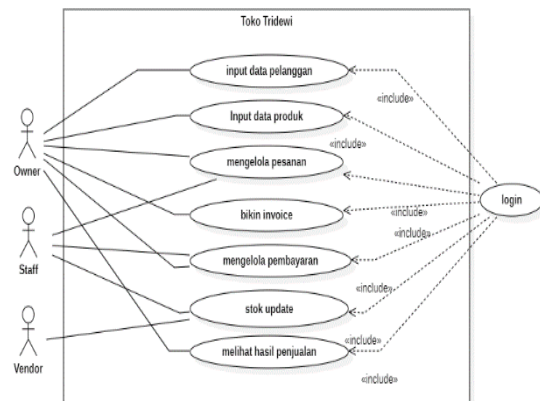 Toko Tridewi
input data pelanggan
«include»
Input data produk
«include»
Owner
mengelola pesanan
login
bikin invoice
«include»
«include»
Staff
mengelola pembayaran
«include»
stok update
Vendor
«include»
melihat hasil penjualan
«include»